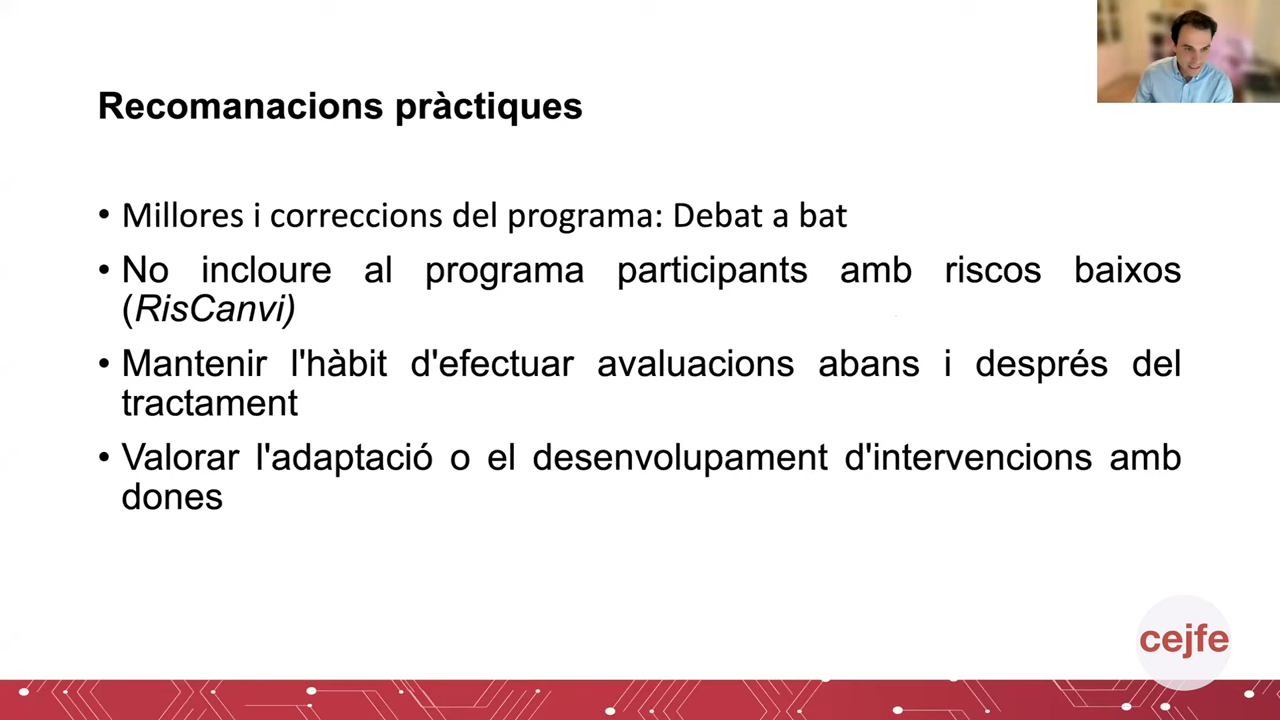 Recomanacions pràctiques
• Millores i correccions del programa: Debat a bat
• No incloure al programa participants amb riscos baixos
(RisCanvi)
• Mantenir l'hàbit d'efectuar avaluacions abans i després del
tractament
• Valorar l'adaptació o el desenvolupament d'intervencions amb
dones
cejfe